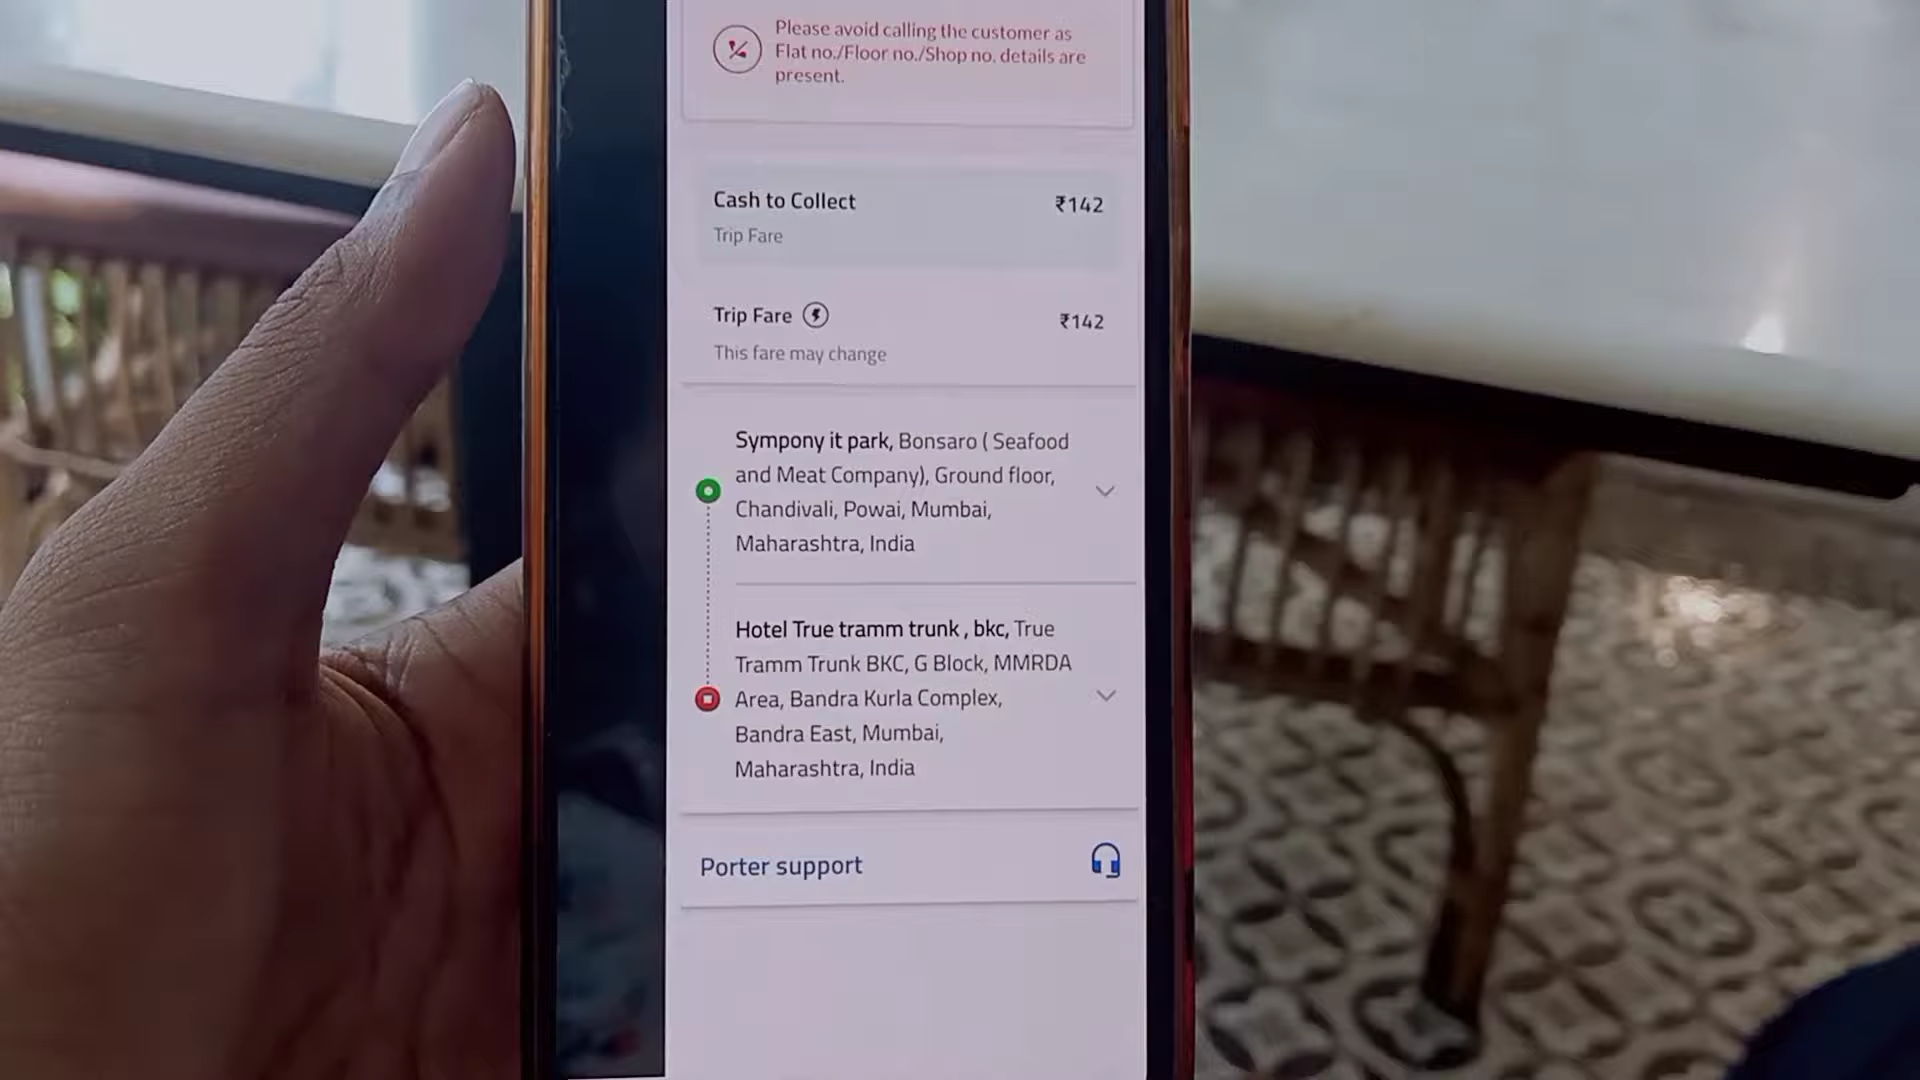 Please avoid calling the customer as
Flat no./Floor no./Shop no. details are
present.
Cash to Collect ₹142
Trip Fare
Trip Fare ₹142
This fare may change
Sympony it park, Bonsaro ( Seafood
and Meat Company), Ground floor,
Chandivali, Powai, Mumbai,
Maharashtra, India
Hotel True tramm trunk , bkc, True
Tramm Trunk BKC, G Block, MMRDA
Area, Bandra Kurla Complex,
Bandra East, Mumbai,
Maharashtra, India
Porter support